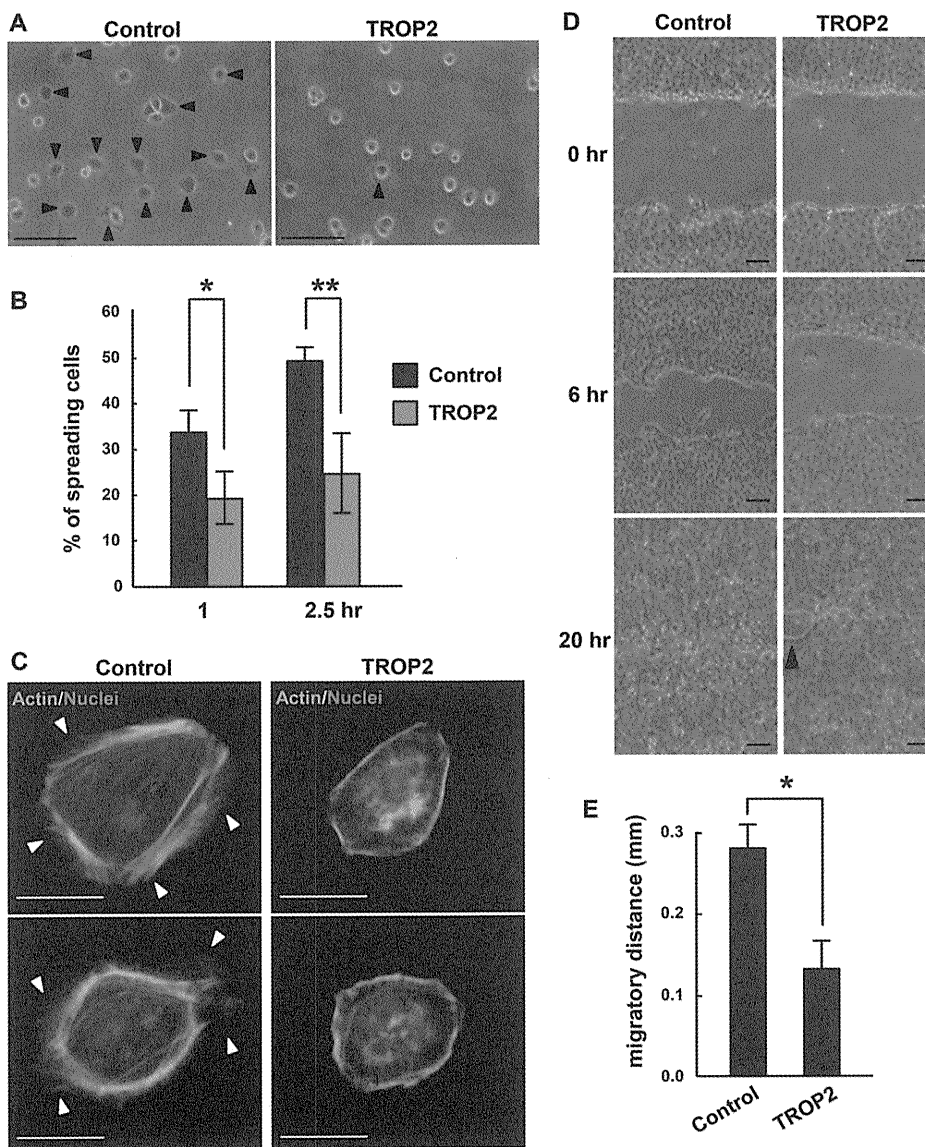 A
Control
TROP2
B
% of spreading cells
60
50
40
30
20
10
0
*
**
Control
TROP2
1
2.5 hr
C
Control
TROP2
Actin/Nuclei
Actin/Nuclei
D
Control
TROP2
0 hr
6 hr
20 hr
E
migratory distance (mm)
0.3
0.2
0.1
0.0
*
Control
TROP2